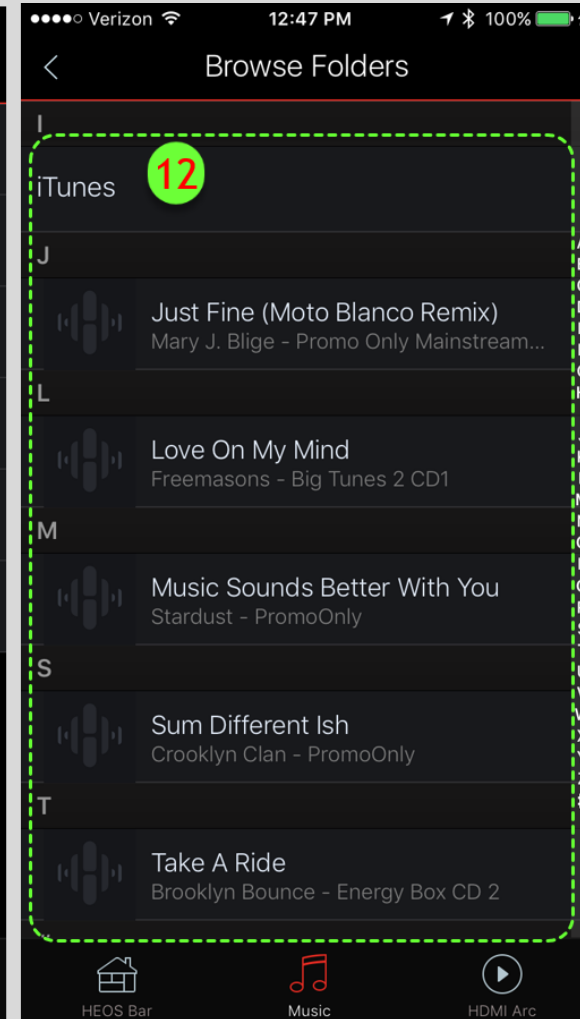 Verizon 12:47 PM 100%
Browse Folders
I
iTunes 12
J
Just Fine (Moto Blanco Remix)
Mary J. Blige - Promo Only Mainstream...
L
Love On My Mind
Freemasons - Big Tunes 2 CD1
M
Music Sounds Better With You
Stardust - PromoOnly
S
Sum Different Ish
Crooklyn Clan - PromoOnly
T
Take A Ride
Brooklyn Bounce - Energy Box CD 2
HEOS Bar Music HDMI Arc